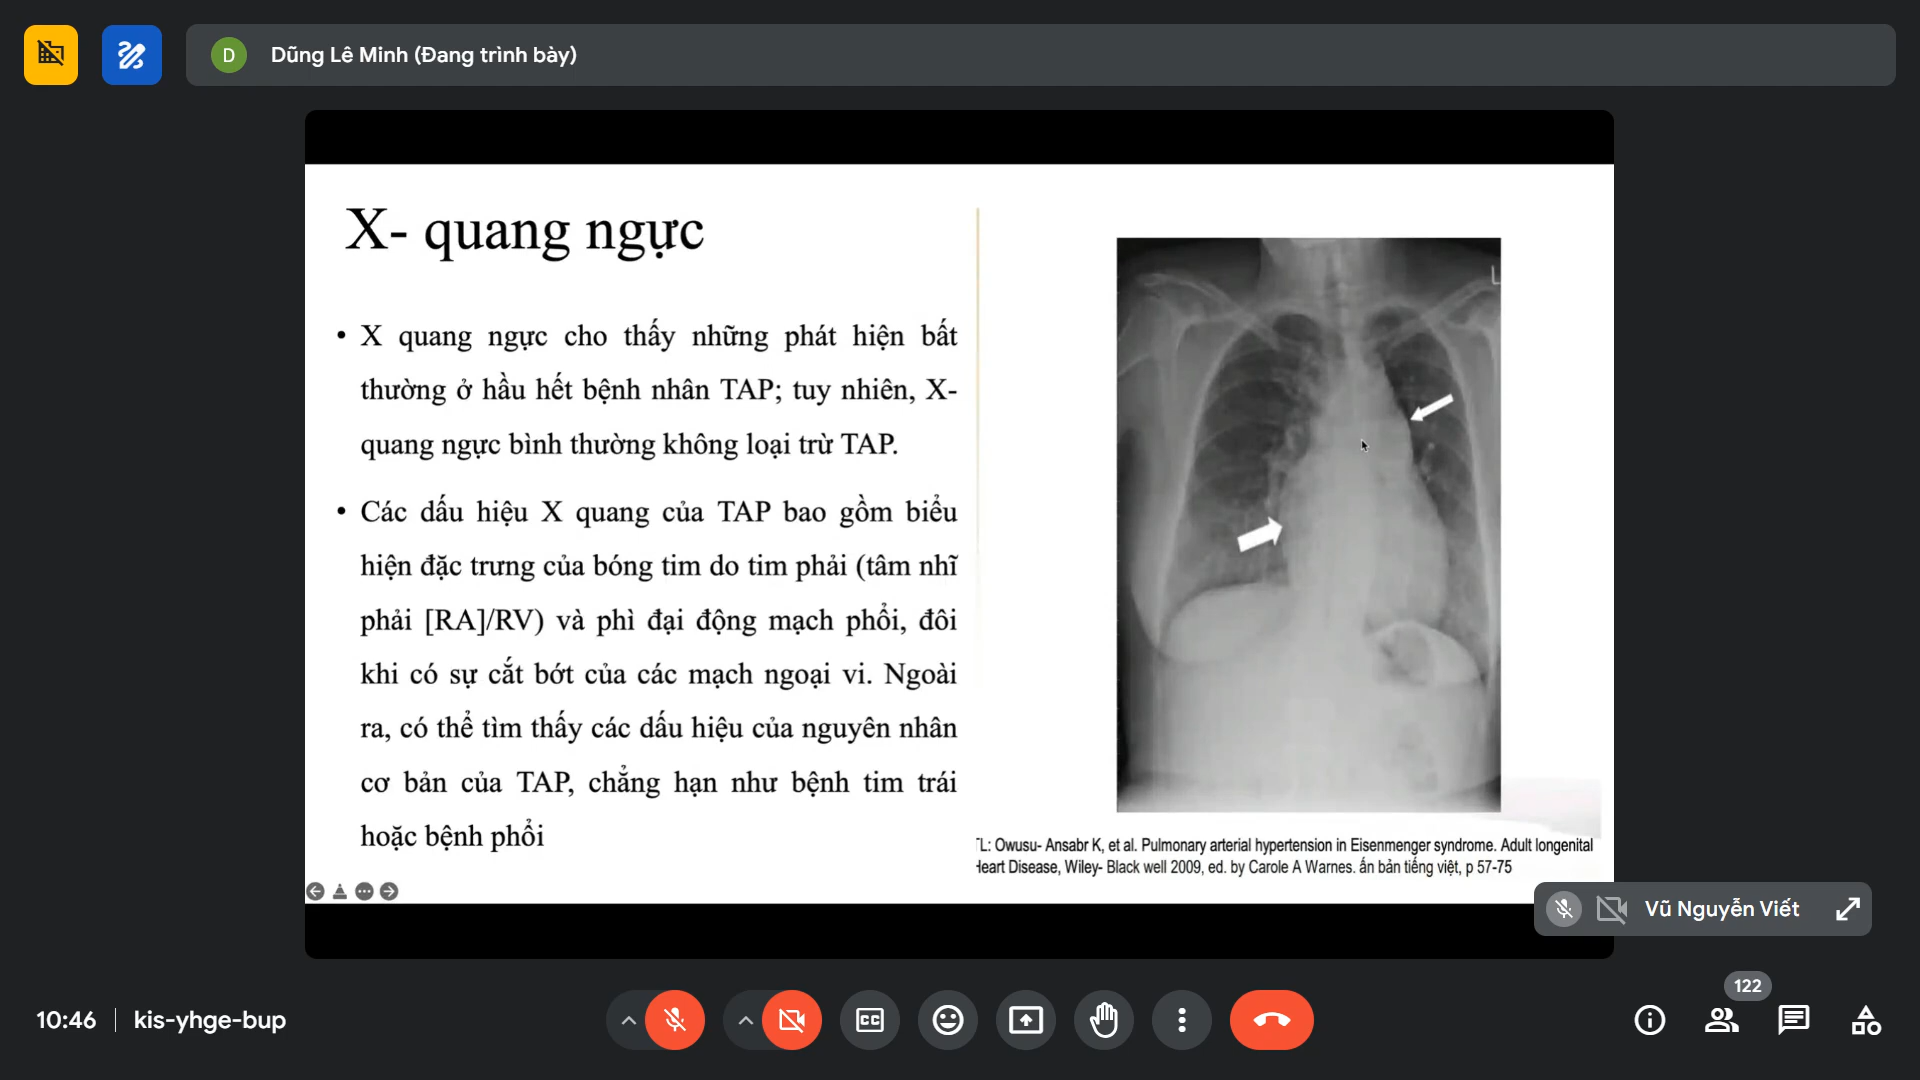 D Dũng Lê Minh (Đang trình bày)
X- quang ngực
• X quang ngực cho thấy những phát hiện bất
thường ở hầu hết bệnh nhân TAP; tuy nhiên, X-
quang ngực bình thường không loại trừ TAP.
• Các dấu hiệu X quang của TAP bao gồm biểu
hiện đặc trưng của bóng tim do tim phải (tâm nhĩ
phải [RA]/RV) và phì đại động mạch phổi, đôi
khi có sự cắt bớt của các mạch ngoại vi. Ngoài
ra, có thể tìm thấy các dấu hiệu của nguyên nhân
cơ bản của TAP, chẳng hạn như bệnh tim trái
hoặc bệnh phổi
L
TL: Owusu- Ansabr K, et al. Pulmonary arterial hypertension in Eisenmenger syndrome. Adult longenital
Heart Disease, Wiley- Black well 2009, ed. by Carole A Warnes. ấn bản tiếng việt, p 57-75
Vũ Nguyễn Viết
10:46 | kis-yhge-bup
CC
122